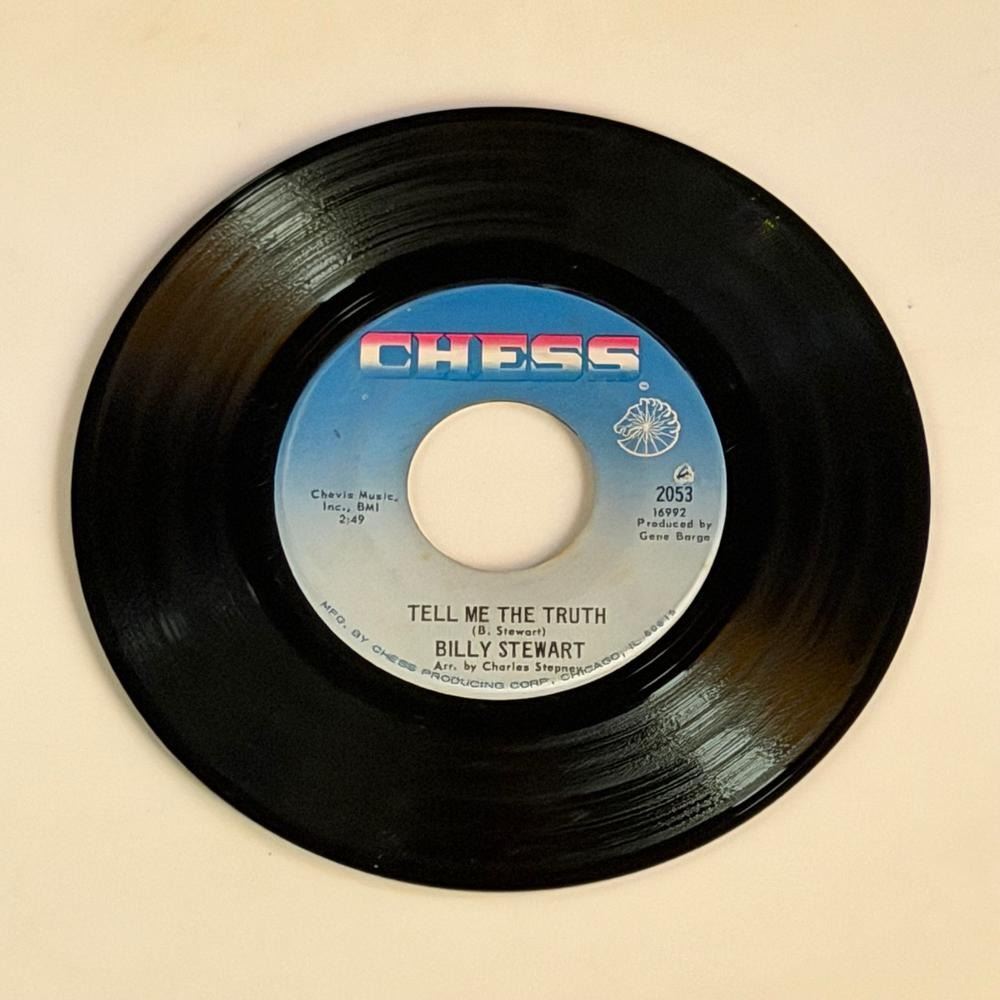 CHESS
Chevis Music,
Inc., BMI
2:49
2053
16992
Produced by
Gene Barge
TELL ME THE TRUTH
(B. Stewart)
BILLY STEWART
Arr. by Charles Stepney
MFG. BY CHESS PRODUCING CORP., CHICAGO, IL 60616